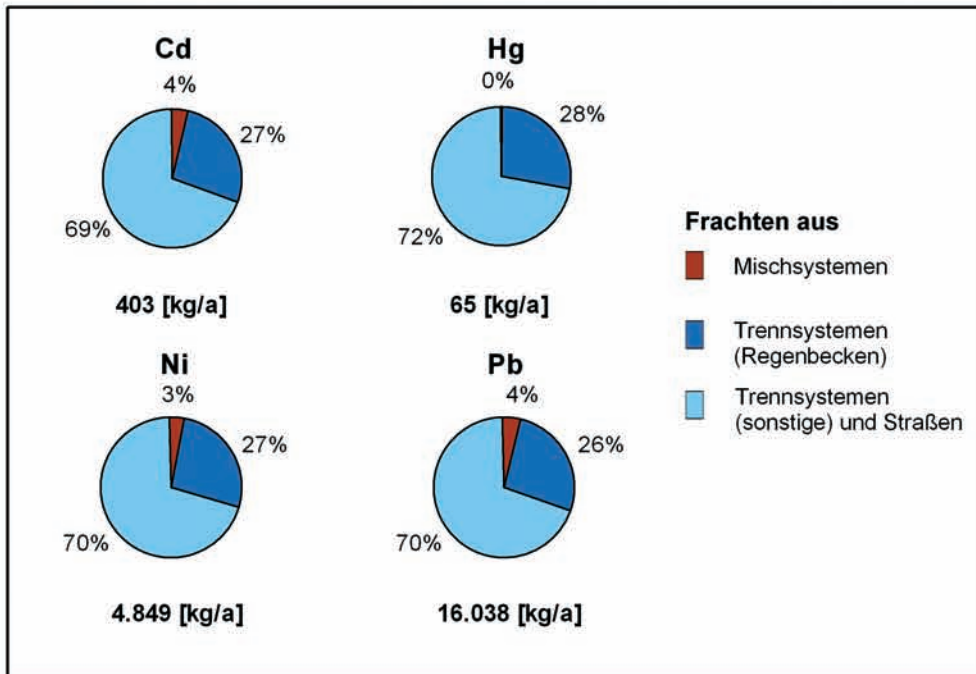 Cd
4%
27%
69%
403 [kg/a]
Hg
0%
28%
72%
65 [kg/a]
Ni
3%
27%
70%
4.849 [kg/a]
Pb
4%
26%
70%
16.038 [kg/a]
Frachten aus
Mischsystemen
Trennsystemen
(Regenbecken)
Trennsystemen
(sonstige) und Straßen